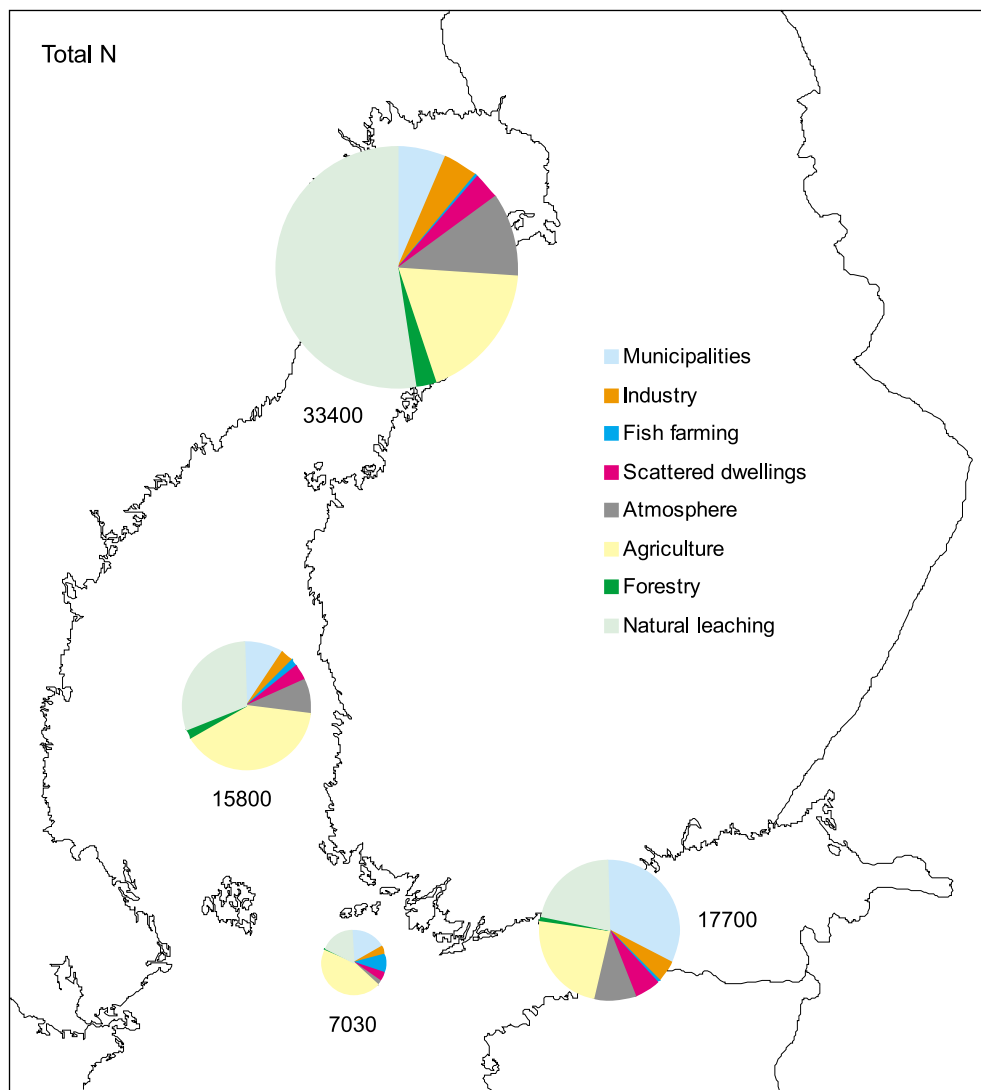 Total N
33400
Municipalities
Industry
Fish farming
Scattered dwellings
Atmosphere
Agriculture
Forestry
Natural leaching
15800
17700
7030